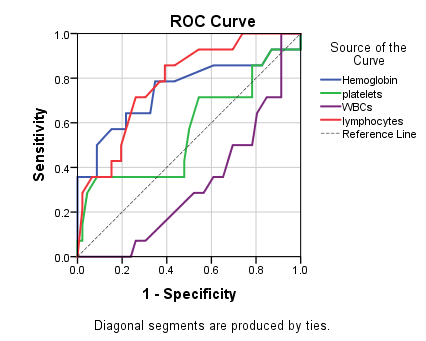 ROC Curve
Source of the
Curve
Hemoglobin
platelets
WBCs
lymphocytes
Reference Line
Sensitivity
1.0
0.8
0.6
0.4
0.2
0.0
0.0 0.2 0.4 0.6 0.8 1.0
1 - Specificity
Diagonal segments are produced by ties.